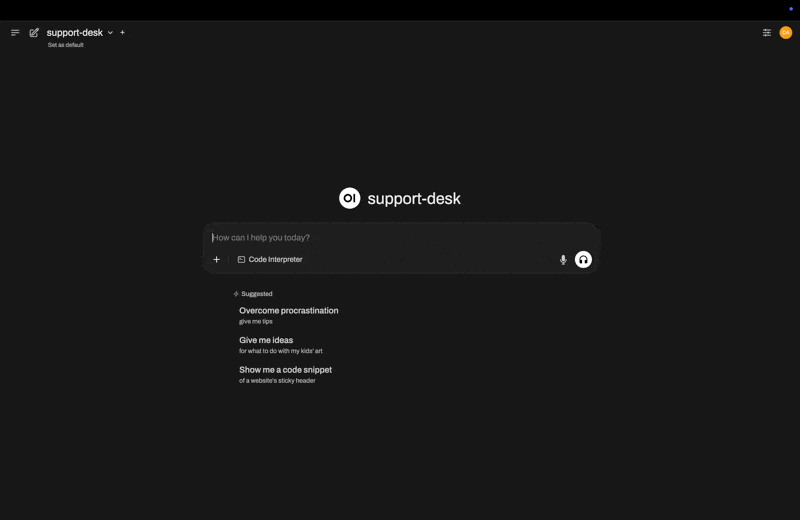 support-desk
Set as default
OI support-desk
How can I help you today?
Code Interpreter
Suggested
Overcome procrastination
give me tips
Give me ideas
for what to do with my kids' art
Show me a code snippet
of a website's sticky header